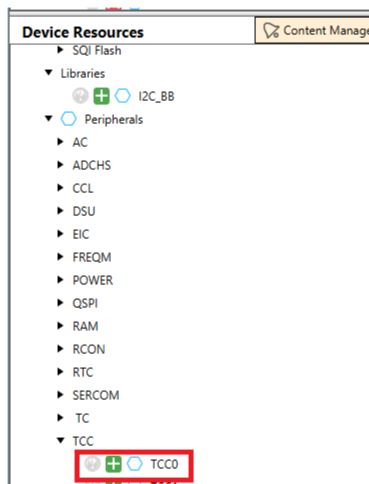 Device Resources
Content Manage
SQI Flash
Libraries
I2C_BB
Peripherals
AC
ADCHS
CCL
DSU
EIC
FREQM
POWER
QSPI
RAM
RCON
RTC
SERCOM
TC
TCC
TCC0